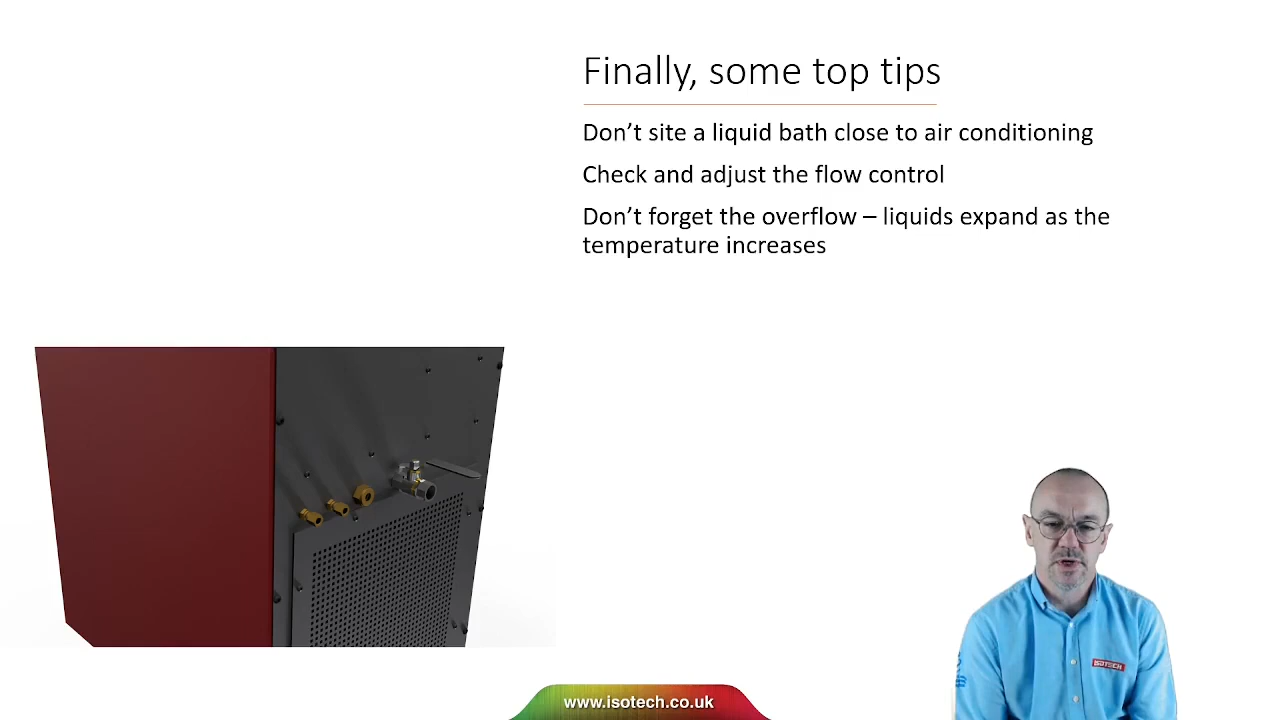 Finally, some top tips
Don’t site a liquid bath close to air conditioning
Check and adjust the flow control
Don’t forget the overflow – liquids expand as the
temperature increases
ISOTECH
www.isotech.co.uk